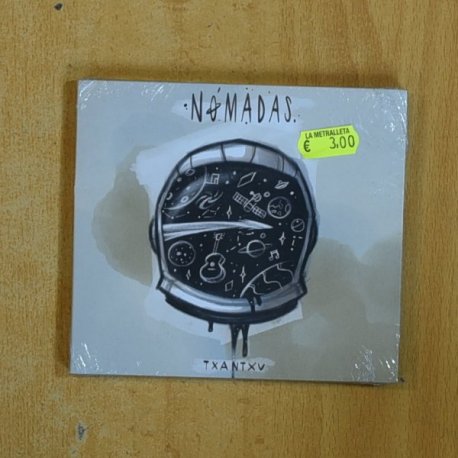 ·NÓMADAS.
LA METRALLETA
€ 3,00
TXANTXU